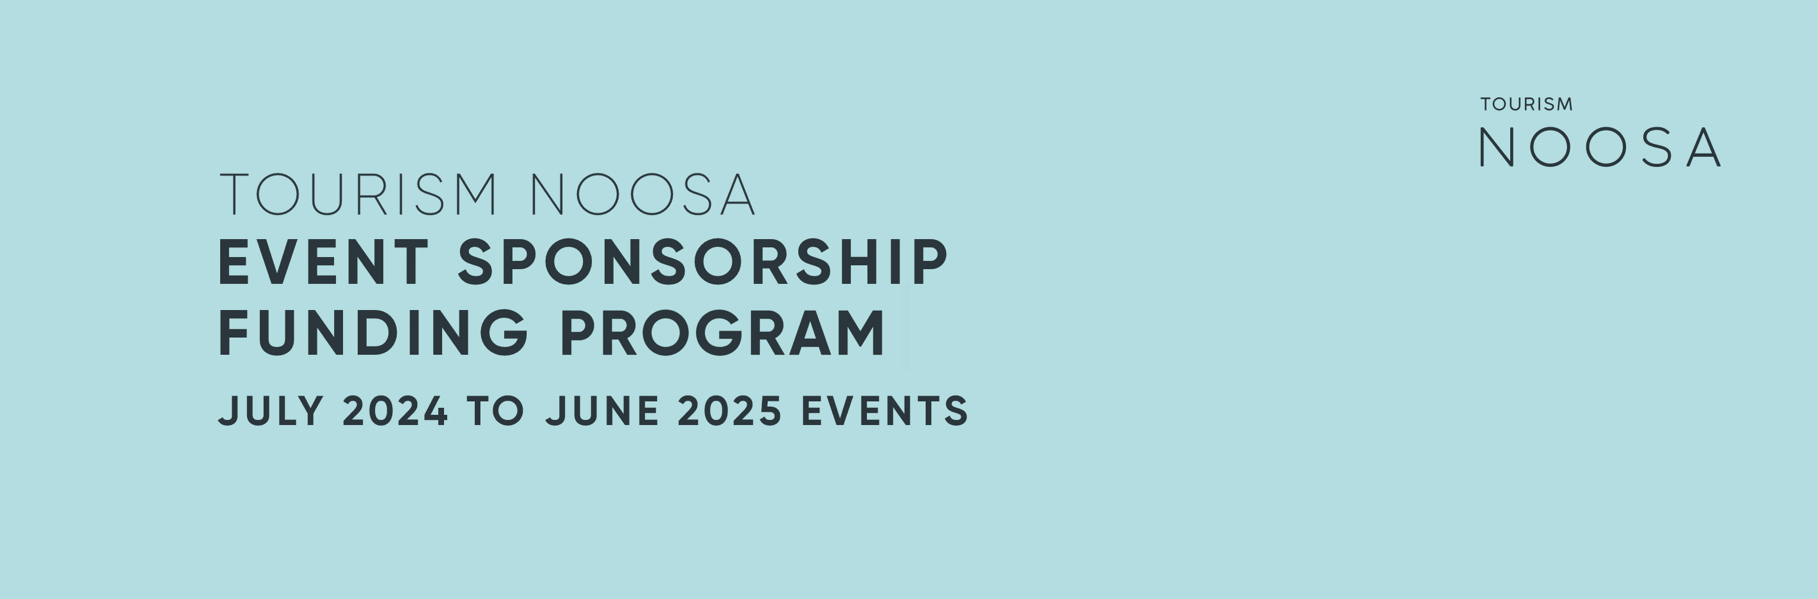 TOURISM NOOSA
EVENT SPONSORSHIP
FUNDING PROGRAM
JULY 2024 TO JUNE 2025 EVENTS
TOURISM
NOOSA